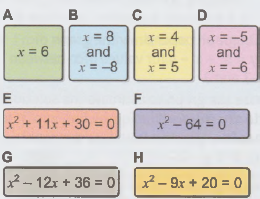 A B C D
x = 6
x = 8
and
x = –8
x = 4
and
x = 5
x = –5
and
x = –6
E F
x² + 11x + 30 = 0
x² – 64 = 0
G H
x² – 12x + 36 = 0
x² – 9x + 20 = 0